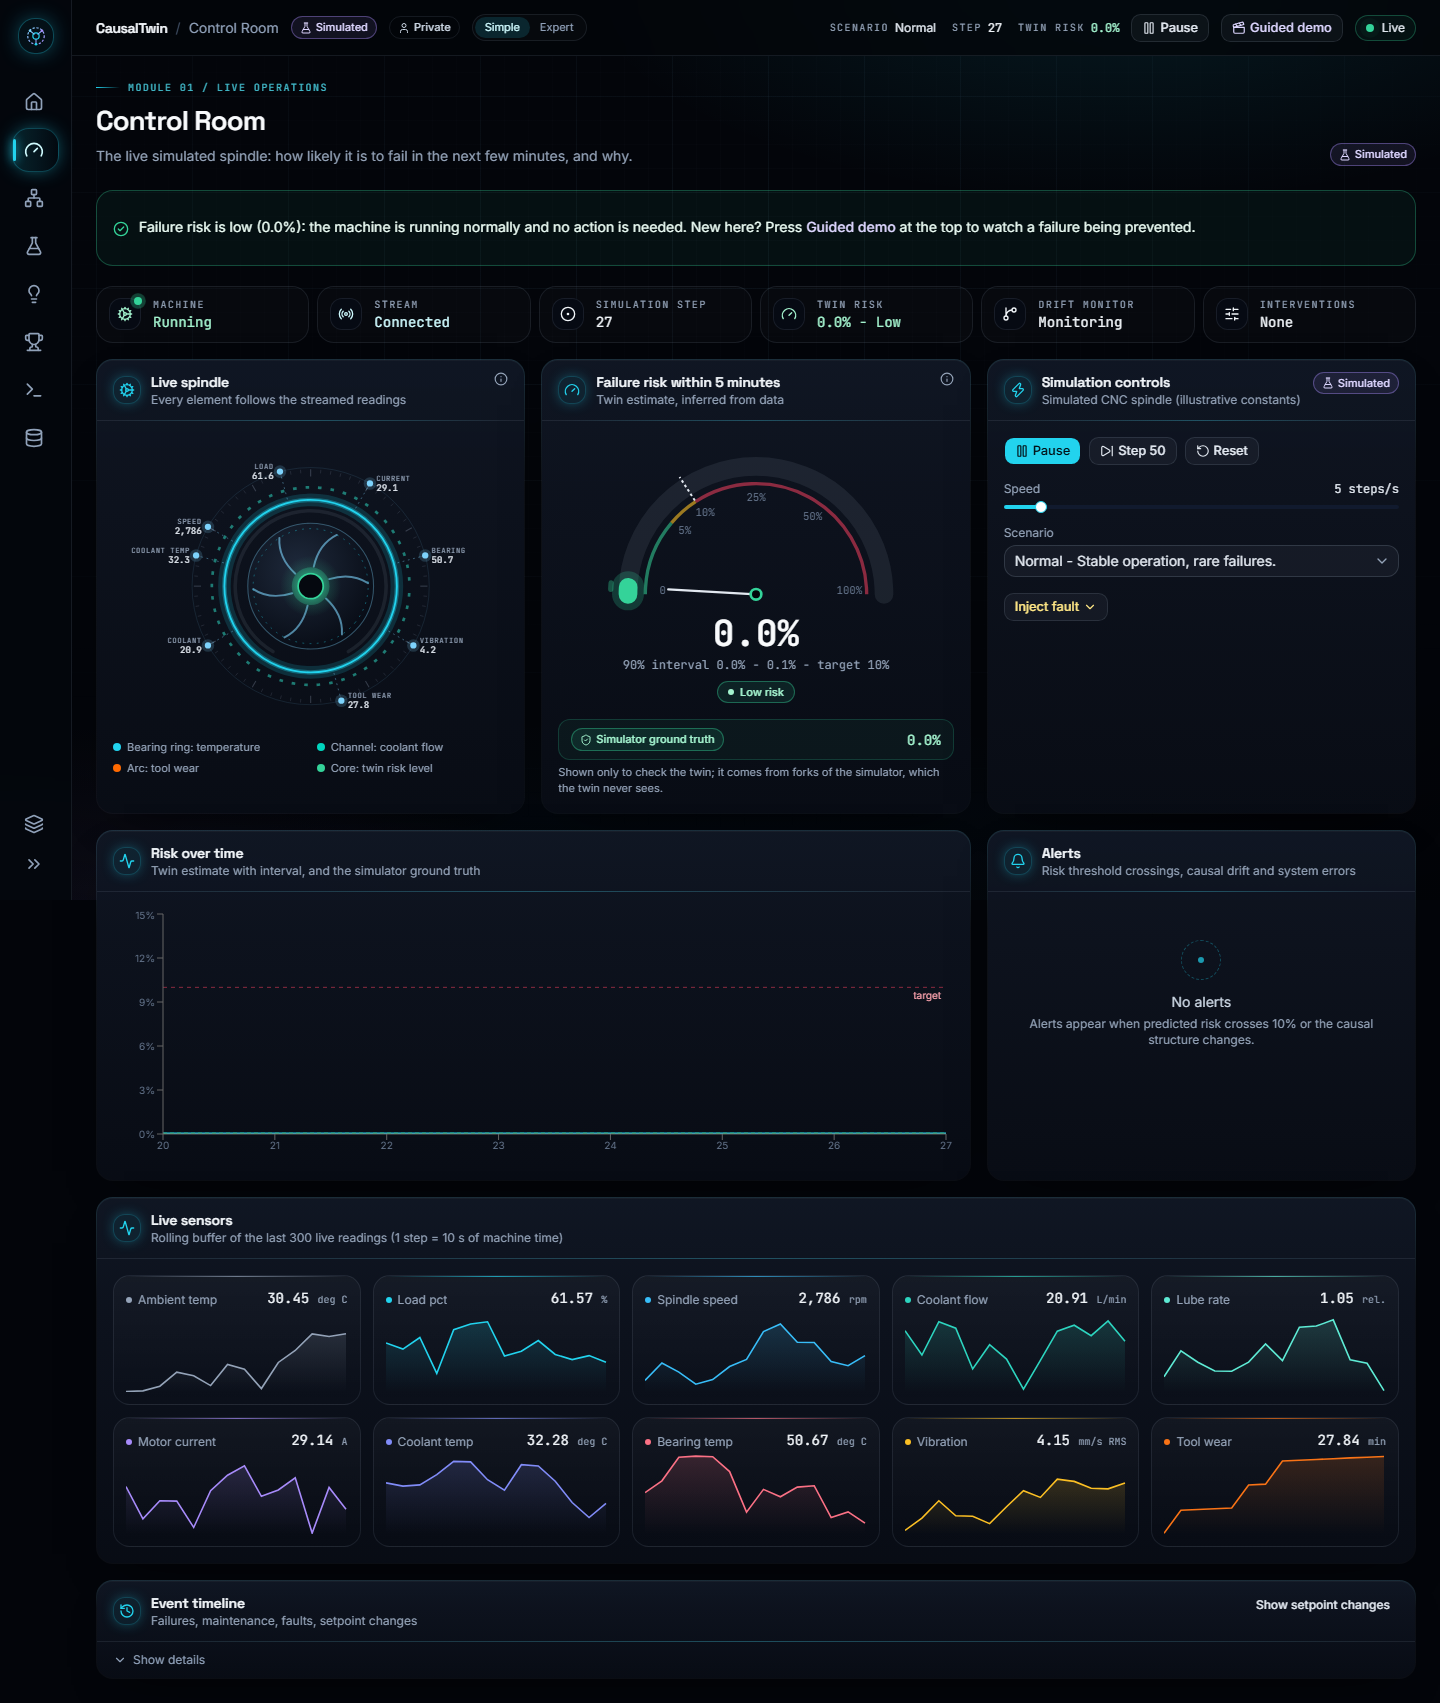 CausalTwin / Control Room Simulated Private Simple Expert SCENARIO Normal STEP 27 TWIN RISK 0.0% Pause Guided demo Live
MODULE 01 / LIVE OPERATIONS
Control Room
The live simulated spindle: how likely it is to fail in the next few minutes, and why.
Simulated
Failure risk is low (0.0%): the machine is running normally and no action is needed. New here? Press Guided demo at the top to watch a failure being prevented.
MACHINE
Running
STREAM
Connected
SIMULATION STEP
27
TWIN RISK
0.0% - Low
DRIFT MONITOR
Monitoring
INTERVENTIONS
None
Live spindle
Every element follows the streamed readings
LOAD
61.6
CURRENT
29.1
SPEED
2,786
COOLANT TEMP
32.3
BEARING
50.7
COOLANT
20.9
VIBRATION
4.2
TOOL WEAR
27.8
Bearing ring: temperature
Channel: coolant flow
Arc: tool wear
Core: twin risk level
Failure risk within 5 minutes
Twin estimate, inferred from data
0
5%
10%
25%
50%
100%
0.0%
90% interval 0.0% - 0.1% - target 10%
Low risk
Simulator ground truth 0.0%
Shown only to check the twin; it comes from forks of the simulator, which
the twin never sees.
Simulation controls
Simulated CNC spindle (illustrative constants)
Simulated
Pause Step 50 Reset
Speed 5 steps/s
Scenario
Normal - Stable operation, rare failures.
Inject fault
Risk over time
Twin estimate with interval, and the simulator ground truth
15%
12%
9%
6%
3%
0%
target
20 21 22 23 24 25 26 27
Alerts
Risk threshold crossings, causal drift and system errors
No alerts
Alerts appear when predicted risk crosses 10% or the causal
structure changes.
Live sensors
Rolling buffer of the last 300 live readings (1 step = 10 s of machine time)
Ambient temp 30.45 deg C
Load pct 61.57 %
Spindle speed 2,786 rpm
Coolant flow 20.91 L/min
Lube rate 1.05 rel.
Motor current 29.14 A
Coolant temp 32.28 deg C
Bearing temp 50.67 deg C
Vibration 4.15 mm/s RMS
Tool wear 27.84 min
Event timeline
Failures, maintenance, faults, setpoint changes
Show setpoint changes
Show details